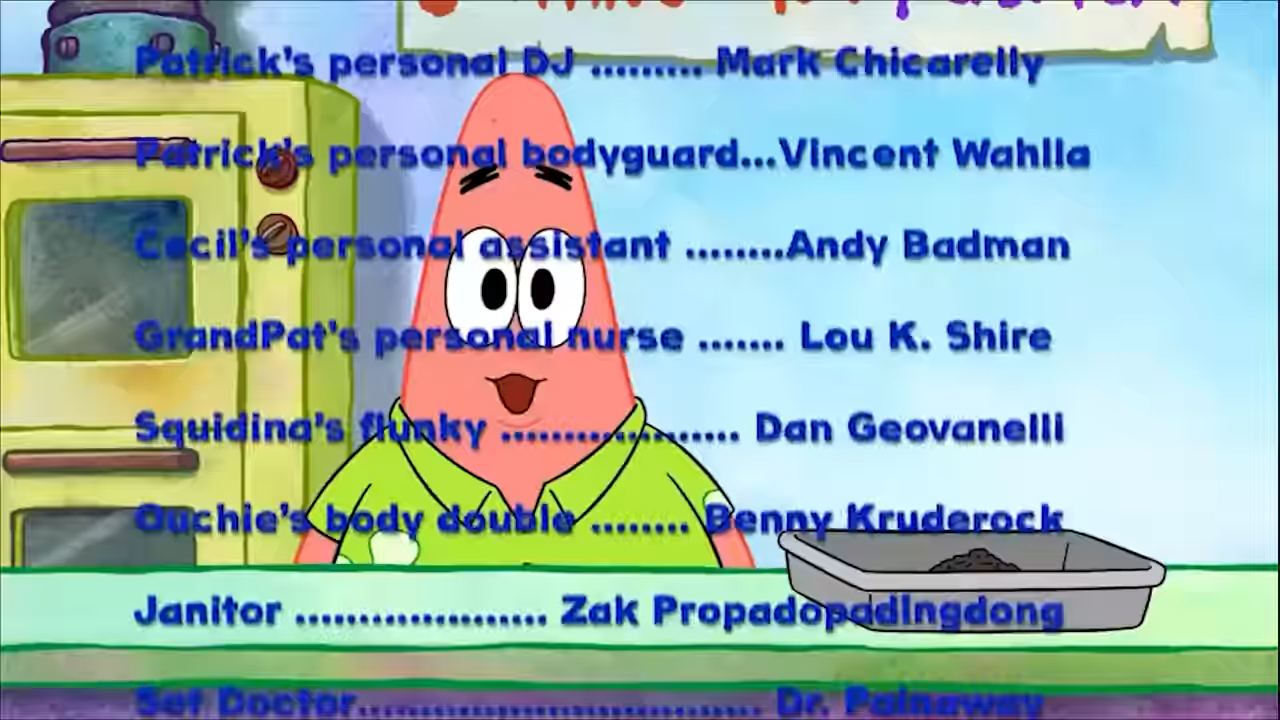 Patrick's personal DJ ......... Mark Chicarelly
Patrick's personal bodyguard...Vincent Wahlla
Cecil's personal assistant ........Andy Badman
GrandPat's personal nurse ....... Lou K. Shire
Squidina's flunky ................... Dan Geovanelli
Ouchie's body double ........ Benny Kruderock
Janitor .................... Zak Propadopadingdong
Set Doctor................................ Dr. Painaway